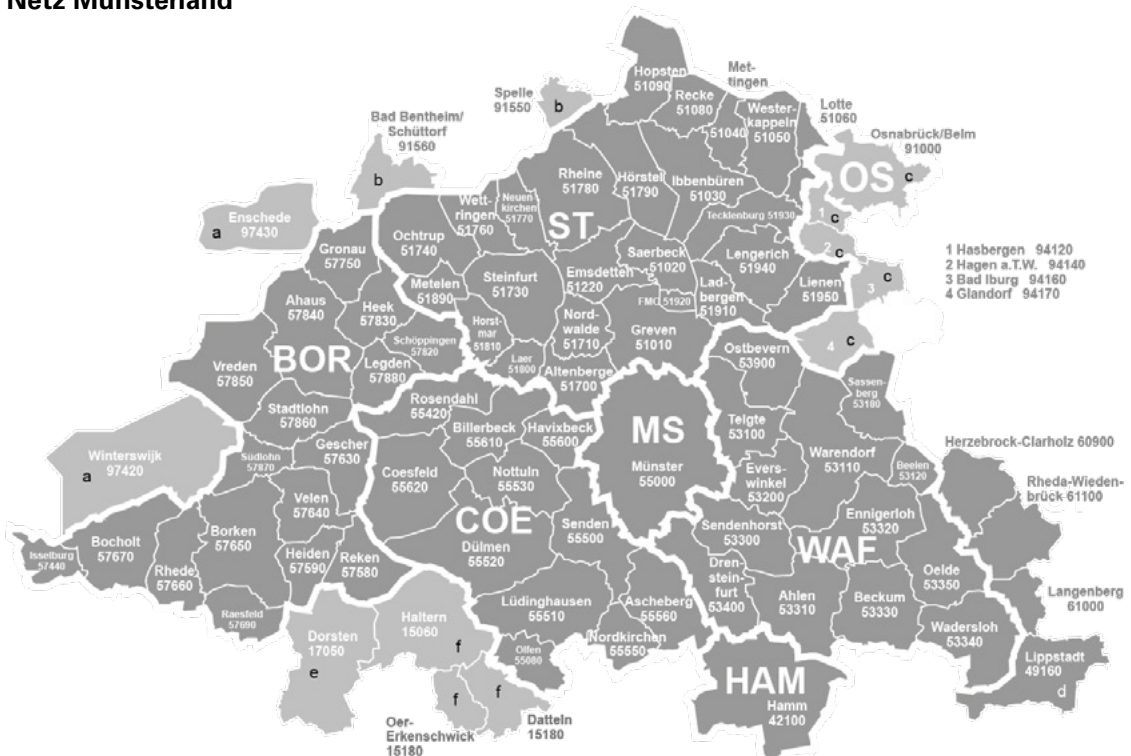 Netz Münsterland
Hopsten
51090
Met-
tingen
Recke
51080
51040
Wester-
kappeln
51050
Lotte
51060
Spelle
91550
b
Bad Bentheim/
Schüttorf
91560
b
Osnabrück/Belm
91000
OS
c
Enschede
97430
a
Rheine
51780
Hörstel
51790
Ibbenbüren
51030
Neuen
kirchen
51770
Wett-
ringen
51760
ST
Tecklenburg 51930
Ochtrup
51740
Gronau
57750
Saerbeck
51020
Lengerich
51940
1
c
2
c
3
c
1 Hasbergen 94120
2 Hagen a.T.W. 94140
3 Bad Iburg 94160
4 Glandorf 94170
Steinfurt
51730
Emsdetten
51220
Metelen
51890
Lad-
bergen
51910
Lienen
51950
FMO 51920
Ahaus
57840
Heek
57830
Horst-
mar
51810
Nord-
walde
51710
Greven
51010
4
c
Schöppingen
57820
Laer
51800
Altenberge
51700
Ostbevern
53900
BOR
Vreden
57850
Legden
57880
Sassen-
berg
53180
Rosendahl
55420
Stadtlohn
57860
Billerbeck
55610
Havixbeck
55600
MS
Münster
55000
Telgte
53100
Warendorf
53110
Herzebrock-Clarholz 60900
Winterswijk
97420
a
Südlohn
57870
Gescher
57630
Coesfeld
55620
Nottuln
55530
Evers-
winkel
53200
Beelen
53120
Rheda-Wieden-
brück 61100
Velen
57640
COE
Ennigerloh
53320
Senden
55500
Sendenhorst
53300
WAF
Bocholt
57670
Borken
57650
Isselburg
57440
Rhede
57660
Heiden
57590
Reken
57580
Dülmen
55520
Dren-
stein-
furt
53400
Oelde
53350
Ahlen
53310
Beckum
53330
Langenberg
61000
Raesfeld
57690
Haltern
15060
f
Lüdinghausen
55510
Ascheberg
55560
Wadersloh
53340
Dorsten
17050
e
Nordkirchen
55550
Olfen
55080
Lippstadt
49160
d
HAM
Hamm
42100
f
f
Oer-
Erkenschwick
15180
Datteln
15180